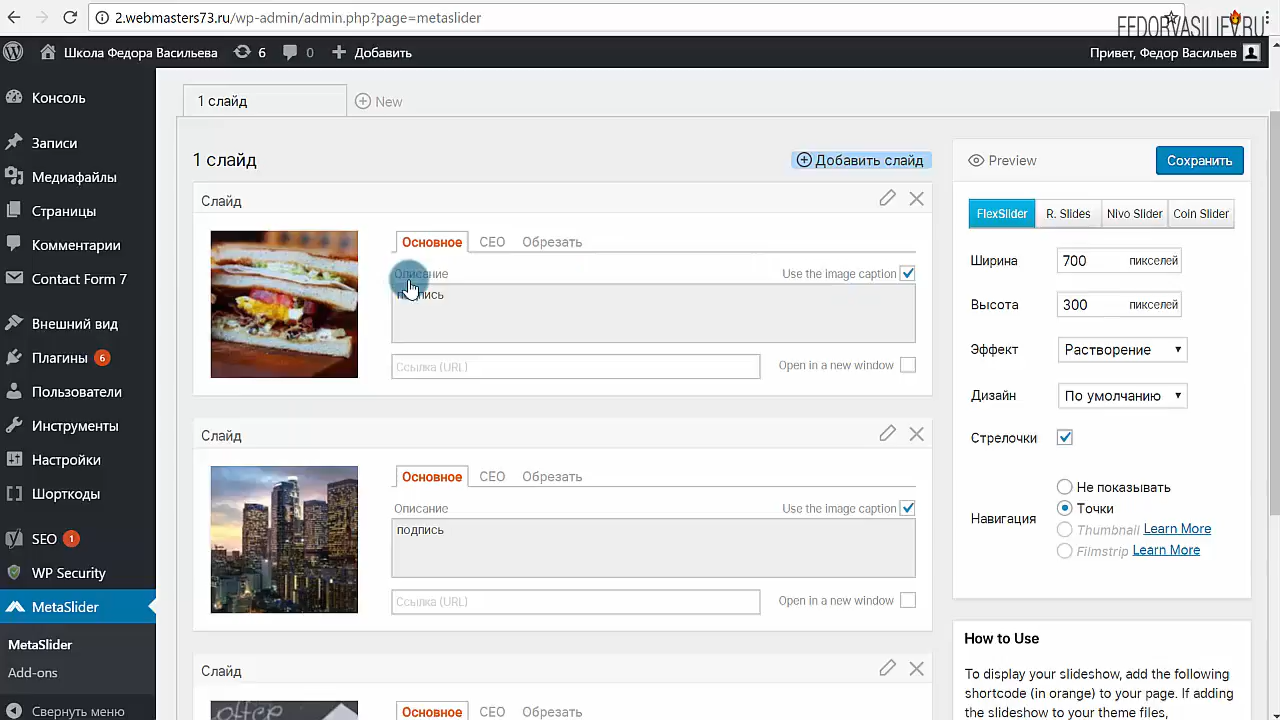 2.webmasters73.ru/wp-admin/admin.php?page=metaslider
FEDORVASILIEV.RU
Школа Федора Васильева 6 0 Добавить
Привет, Федор Васильев
Консоль
Записи
Медиафайлы
Страницы
Комментарии
Contact Form 7
Внешний вид
Плагины 6
Пользователи
Инструменты
Настройки
Шорткоды
SEO 1
WP Security
MetaSlider
MetaSlider
Add-ons
Свернуть меню
1 слайд
New
1 слайд
Добавить слайд
Слайд
Основное СЕО Обрезать
Описание
Use the image caption
подпись
Ссылка (URL)
Open in a new window
Слайд
Основное СЕО Обрезать
Описание
Use the image caption
подпись
Ссылка (URL)
Open in a new window
Слайд
Основное СЕО Обрезать
Preview
Сохранить
FlexSlider R. Slides Nivo Slider Coin Slider
Ширина 700 пикселей
Высота 300 пикселей
Эффект Растворение
Дизайн По умолчанию
Стрелочки
Навигация
Не показывать
Точки
Thumbnail Learn More
Filmstrip Learn More
How to Use
To display your slideshow, add the following
shortcode (in orange) to your page. If adding
the slideshow to your theme files,